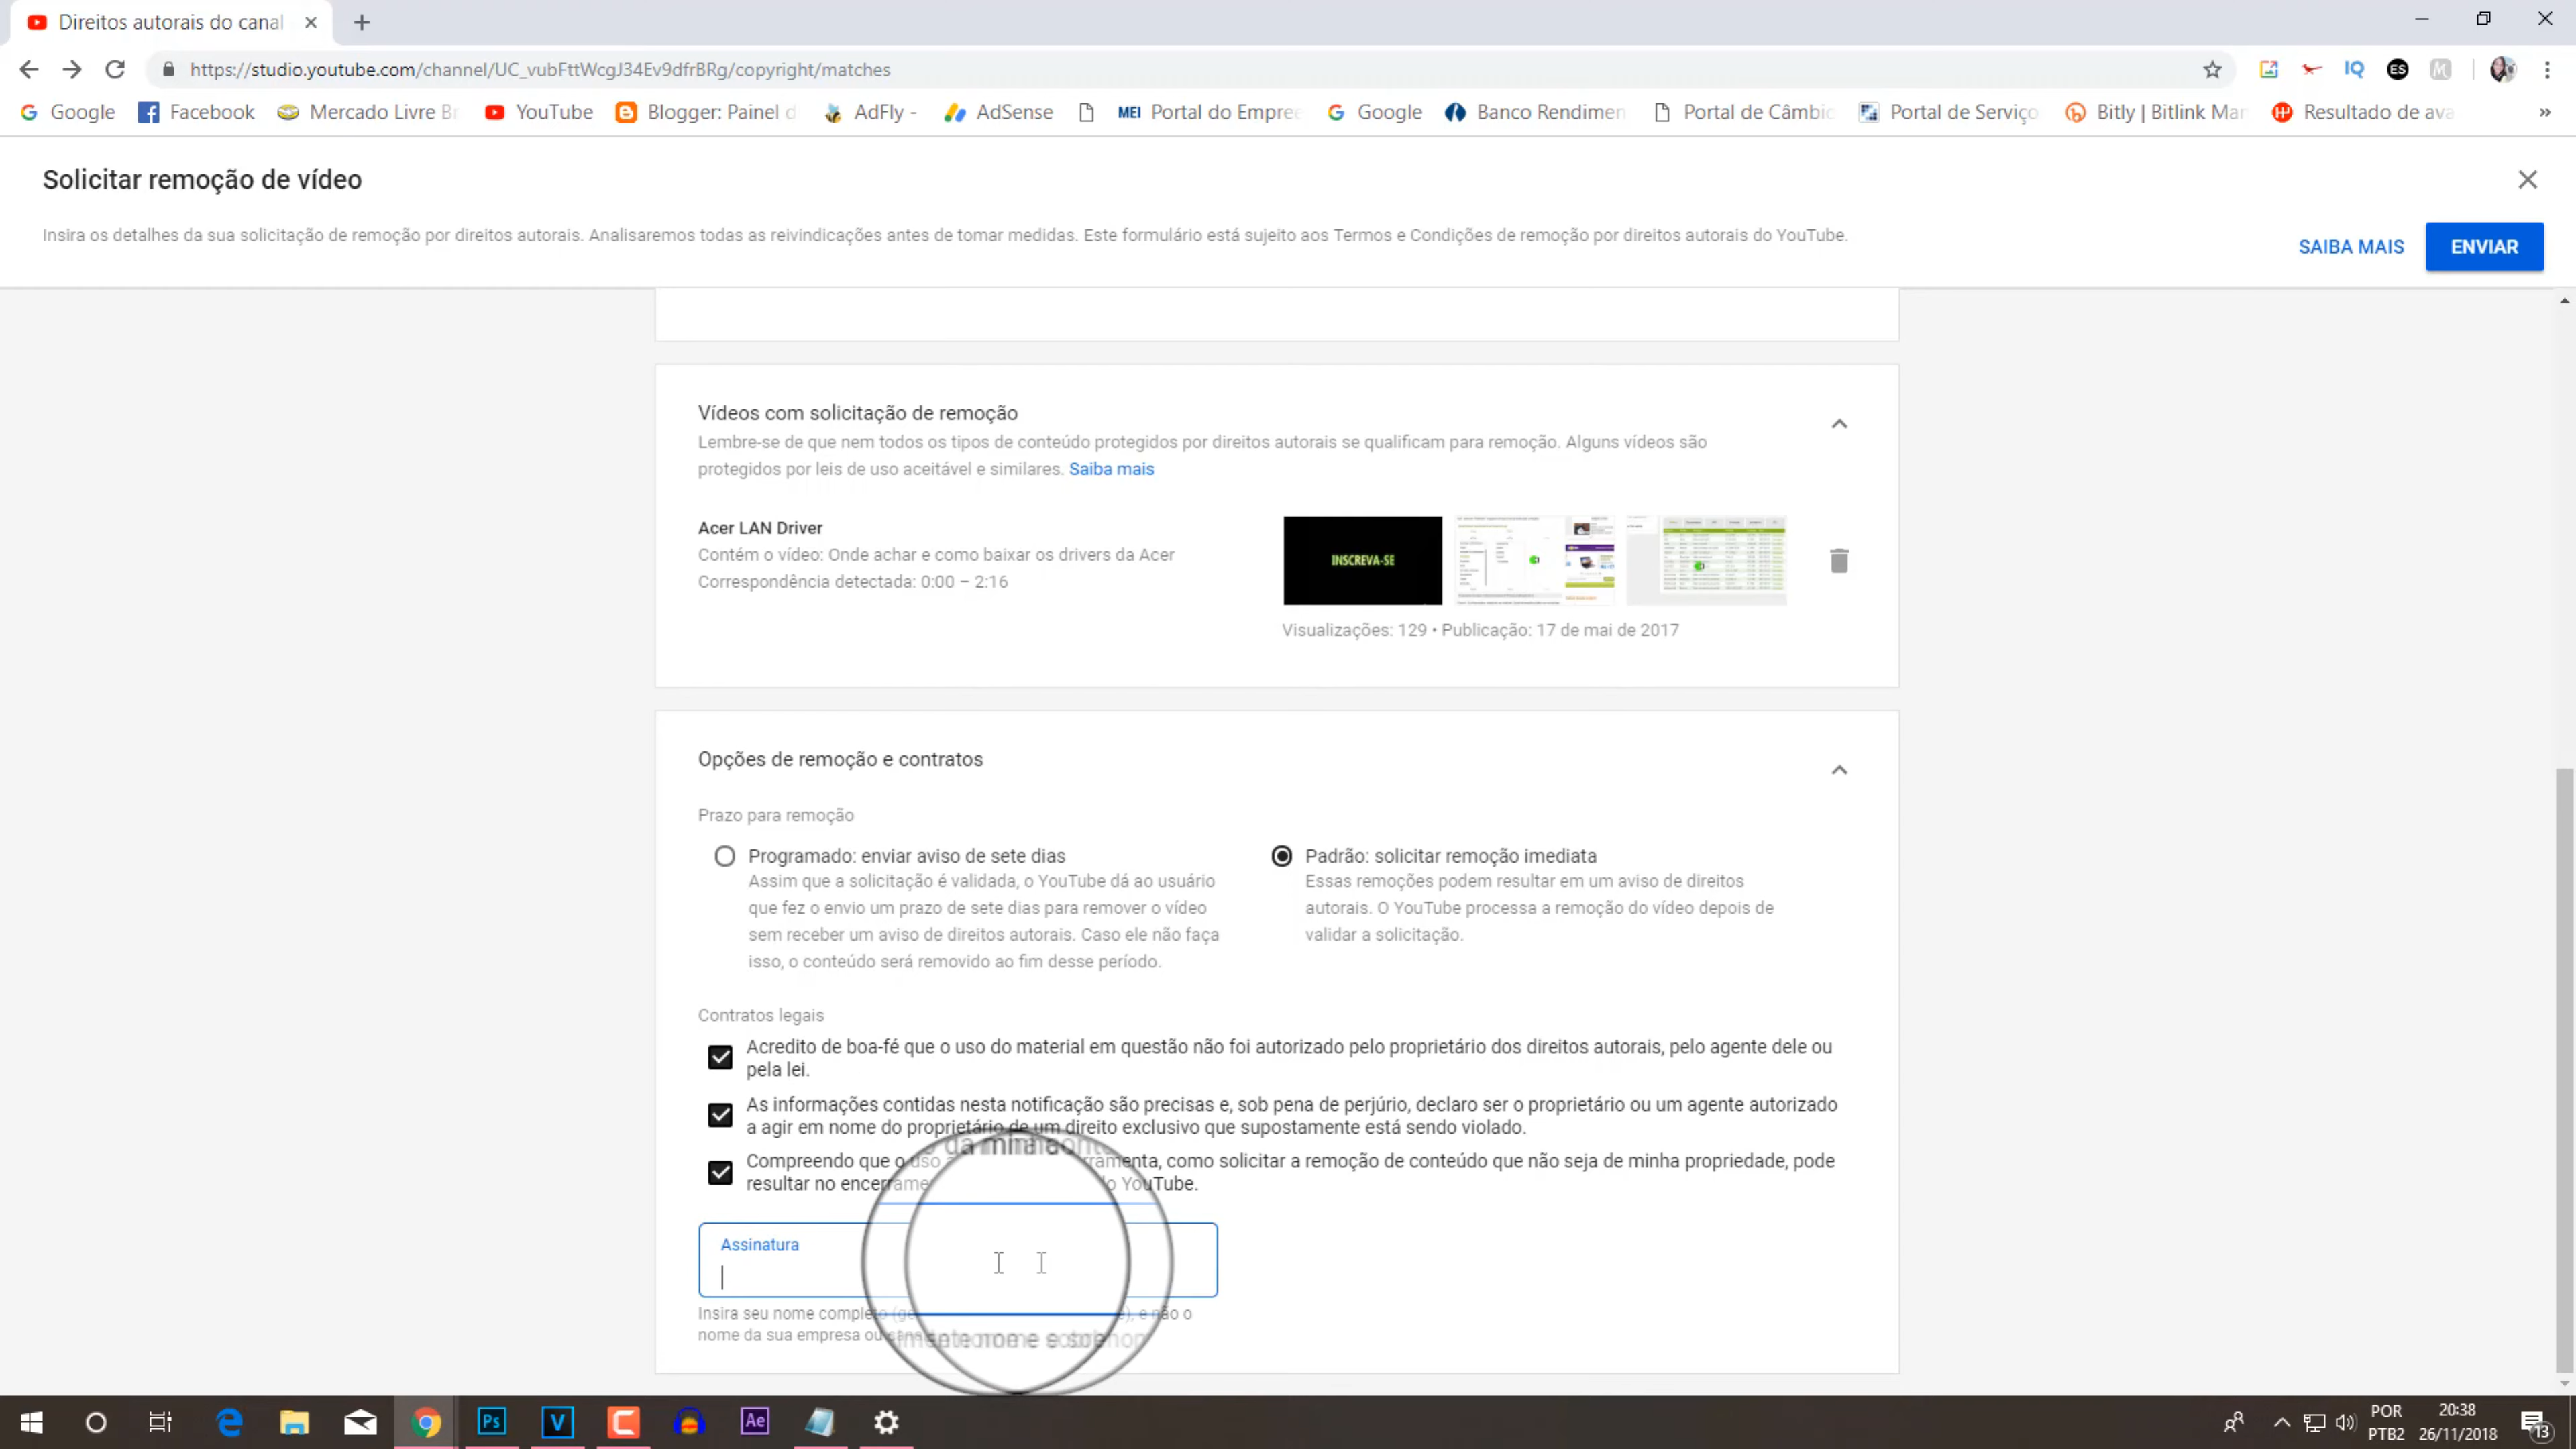 Direitos autorais do canal
https://studio.youtube.com/channel/UC_vubFttWcgJ34Ev9dfrBRg/copyright/matches
IQ
ES
M
Google
Facebook
Mercado Livre Br
YouTube
Blogger: Painel d
AdFly -
AdSense
MEI Portal do Empree
Google
Banco Rendimen
Portal de Câmbio
Portal de Serviço
Bitly | Bitlink Man
Resultado de ava
»
Solicitar remoção de vídeo
Insira os detalhes da sua solicitação de remoção por direitos autorais. Analisaremos todas as reivindicações antes de tomar medidas. Este formulário está sujeito aos Termos e Condições de remoção por direitos autorais do YouTube.
SAIBA MAIS
ENVIAR
Vídeos com solicitação de remoção
Lembre-se de que nem todos os tipos de conteúdo protegidos por direitos autorais se qualificam para remoção. Alguns vídeos são
protegidos por leis de uso aceitável e similares. Saiba mais
Acer LAN Driver
Contém o vídeo: Onde achar e como baixar os drivers da Acer
Correspondência detectada: 0:00 – 2:16
INSCREVA-SE
Visualizações: 129 • Publicação: 17 de mai de 2017
Opções de remoção e contratos
Prazo para remoção
Programado: enviar aviso de sete dias
Assim que a solicitação é validada, o YouTube dá ao usuário
que fez o envio um prazo de sete dias para remover o vídeo
sem receber um aviso de direitos autorais. Caso ele não faça
isso, o conteúdo será removido ao fim desse período.
Padrão: solicitar remoção imediata
Essas remoções podem resultar em um aviso de direitos
autorais. O YouTube processa a remoção do vídeo depois de
validar a solicitação.
Contratos legais
Acredito de boa-fé que o uso do material em questão não foi autorizado pelo proprietário dos direitos autorais, pelo agente dele ou
pela lei.
As informações contidas nesta notificação são precisas e, sob pena de perjúrio, declaro ser o proprietário ou um agente autorizado
a agir em nome do proprietário de um direito exclusivo que supostamente está sendo violado.
Compreendo que o uso como solicitar a remoção de conteúdo que não seja de minha propriedade, pode
resultar no YouTube.
Assinatura
Insira seu nome completo e não o
nome da sua empresa ou
Ps
V
C
Ae
POR
PTB2
20:38
26/11/2018
13